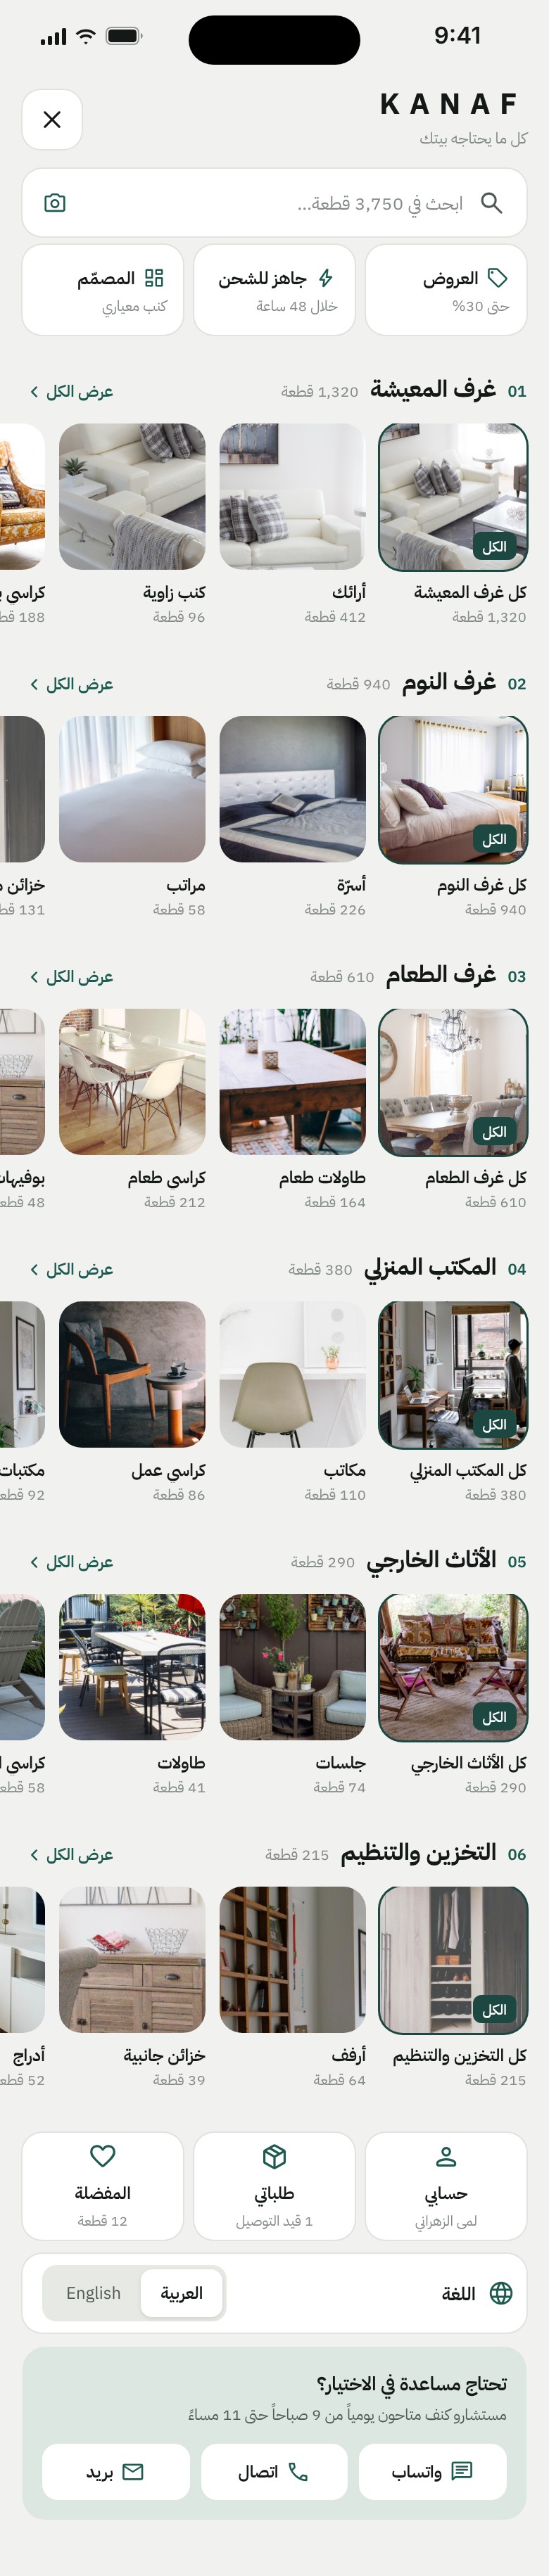 9:41
KANAF
كل ما يحتاجه بيتك
ابحث في 3,750 قطعة...
العروض
حتى 30%
جاهز للشحن
خلال 48 ساعة
المصمّم
كنب معياري
01 غرف المعيشة 1,320 قطعة
عرض الكل
الكل
كل غرف المعيشة
1,320 قطعة
أرائك
412 قطعة
كنب زاوية
96 قطعة
كراسي
188
02 غرف النوم 940 قطعة
عرض الكل
الكل
كل غرف النوم
940 قطعة
أسرّة
226 قطعة
مراتب
58 قطعة
خزائن
131
03 غرف الطعام 610 قطعة
عرض الكل
الكل
كل غرف الطعام
610 قطعة
طاولات طعام
164 قطعة
كراسي طعام
212 قطعة
بوفيهات
48
04 المكتب المنزلي 380 قطعة
عرض الكل
الكل
كل المكتب المنزلي
380 قطعة
مكاتب
110 قطعة
كراسي عمل
86 قطعة
مكتبات
92
05 الأثاث الخارجي 290 قطعة
عرض الكل
الكل
كل الأثاث الخارجي
290 قطعة
جلسات
74 قطعة
طاولات
41 قطعة
كراسي
58
06 التخزين والتنظيم 215 قطعة
عرض الكل
الكل
كل التخزين والتنظيم
215 قطعة
أرفف
64 قطعة
خزائن جانبية
39 قطعة
أدراج
52
حسابي
لمى الزهراني
طلباتي
1 قيد التوصيل
المفضلة
12 قطعة
اللغة
العربية
English
تحتاج مساعدة في الاختيار؟
مستشارو كنف متاحون يومياً من 9 صباحاً حتى 11 مساءً
واتساب
اتصال
بريد